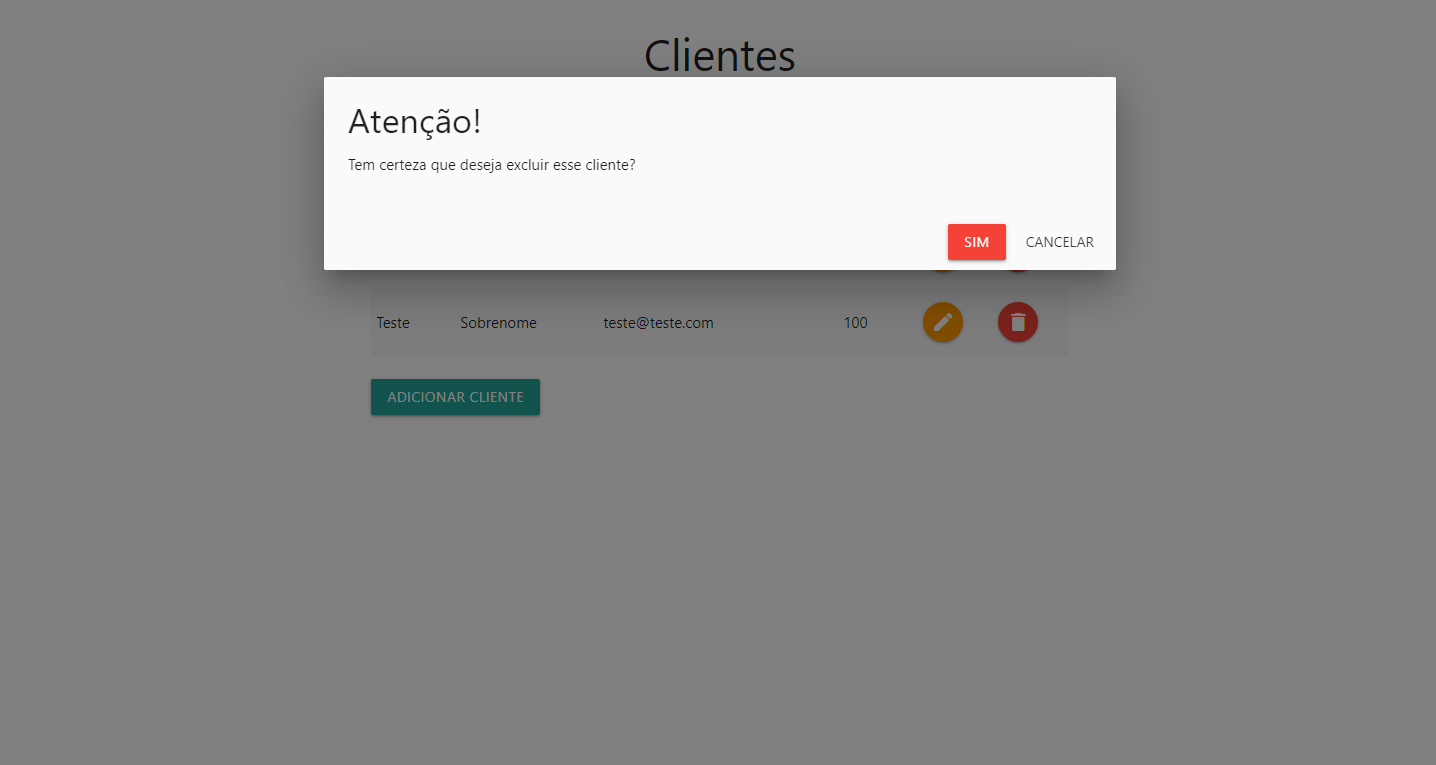 Clientes
Atenção!
Tem certeza que deseja excluir esse cliente?
SIM CANCELAR
Teste Sobrenome teste@teste.com 100
ADICIONAR CLIENTE